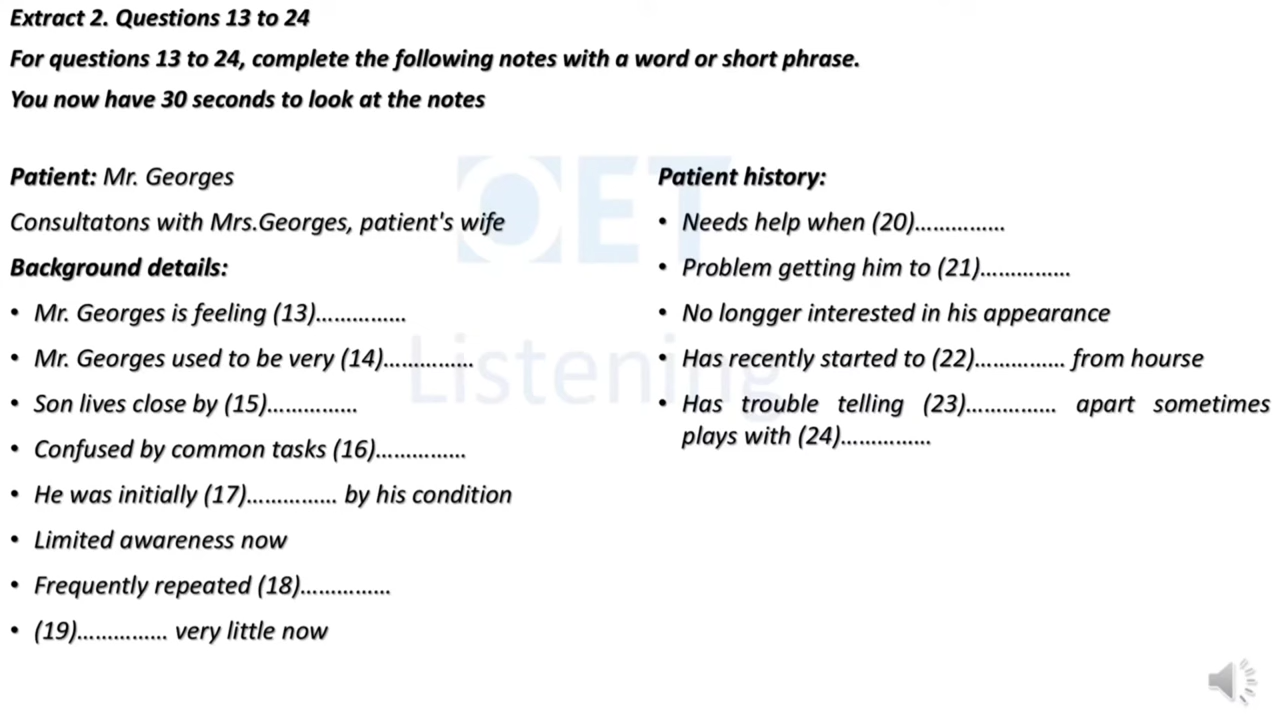 Extract 2. Questions 13 to 24
For questions 13 to 24, complete the following notes with a word or short phrase.
You now have 30 seconds to look at the notes
OET
Listening
Patient: Mr. Georges
Consultatons with Mrs.Georges, patient's wife
Background details:
• Mr. Georges is feeling (13)……………
• Mr. Georges used to be very (14)……………
• Son lives close by (15)……………
• Confused by common tasks (16)……………
• He was initially (17)…………… by his condition
• Limited awareness now
• Frequently repeated (18)……………
• (19)…………… very little now
Patient history:
• Needs help when (20)……………
• Problem getting him to (21)……………
• No longger interested in his appearance
• Has recently started to (22)…………… from hourse
• Has trouble telling (23)…………… apart sometimes
plays with (24)……………